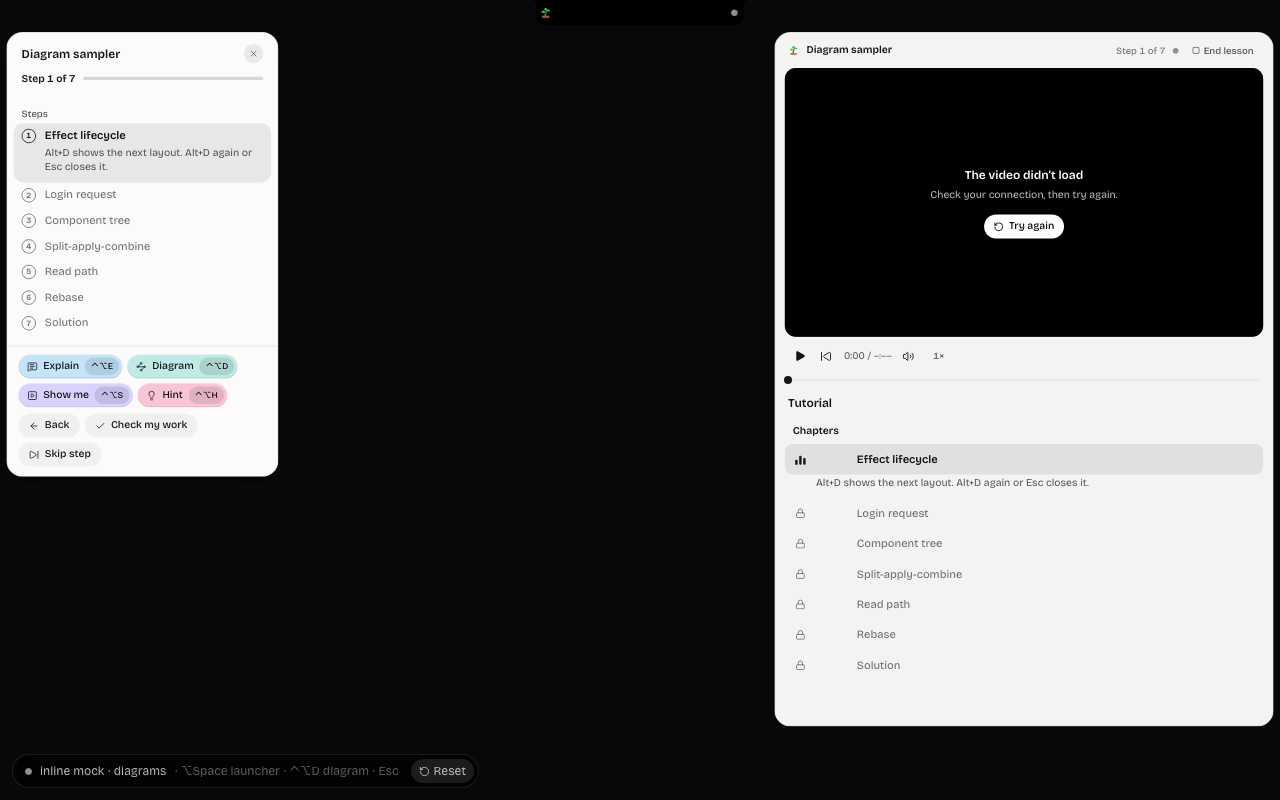 Diagram sampler
Step 1 of 7
Steps
1 Effect lifecycle
Alt+D shows the next layout. Alt+D again or
Esc closes it.
2 Login request
3 Component tree
4 Split-apply-combine
5 Read path
6 Rebase
7 Solution
Explain ^⌥E
Diagram ^⌥D
Show me ^⌥S
Hint ^⌥H
Back
Check my work
Skip step
Diagram sampler
Step 1 of 7
End lesson
The video didn't load
Check your connection, then try again.
Try again
0:00 / –:––
1×
Tutorial
Chapters
Effect lifecycle
Alt+D shows the next layout. Alt+D again or Esc closes it.
Login request
Component tree
Split-apply-combine
Read path
Rebase
Solution
inline mock · diagrams · ⌥Space launcher · ^⌥D diagram · Esc
Reset